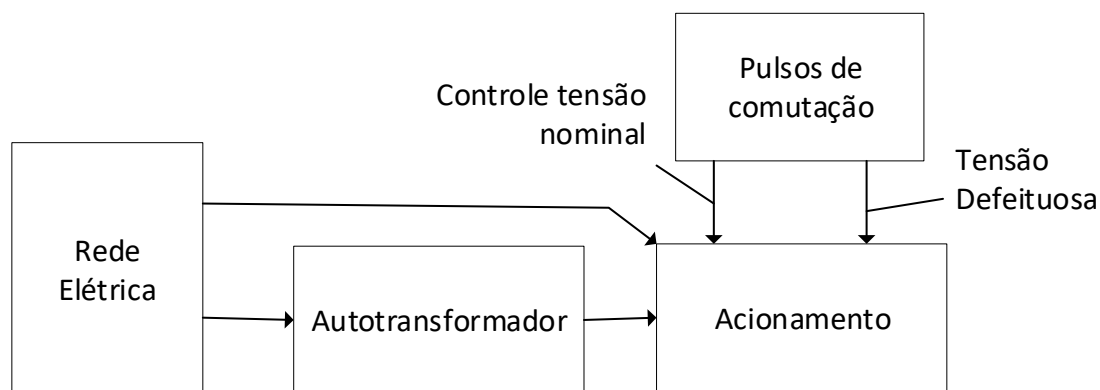 Pulsos de
comutação
Controle tensão
nominal
Tensão
Defeituosa
Rede
Elétrica
Autotransformador
Acionamento